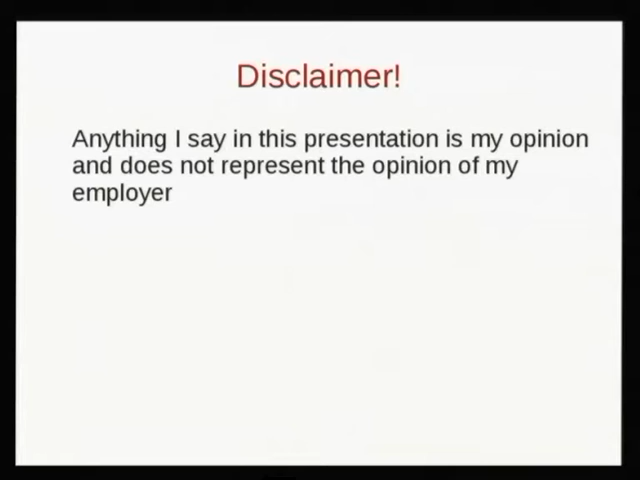 Disclaimer!
Anything I say in this presentation is my opinion
and does not represent the opinion of my
employer